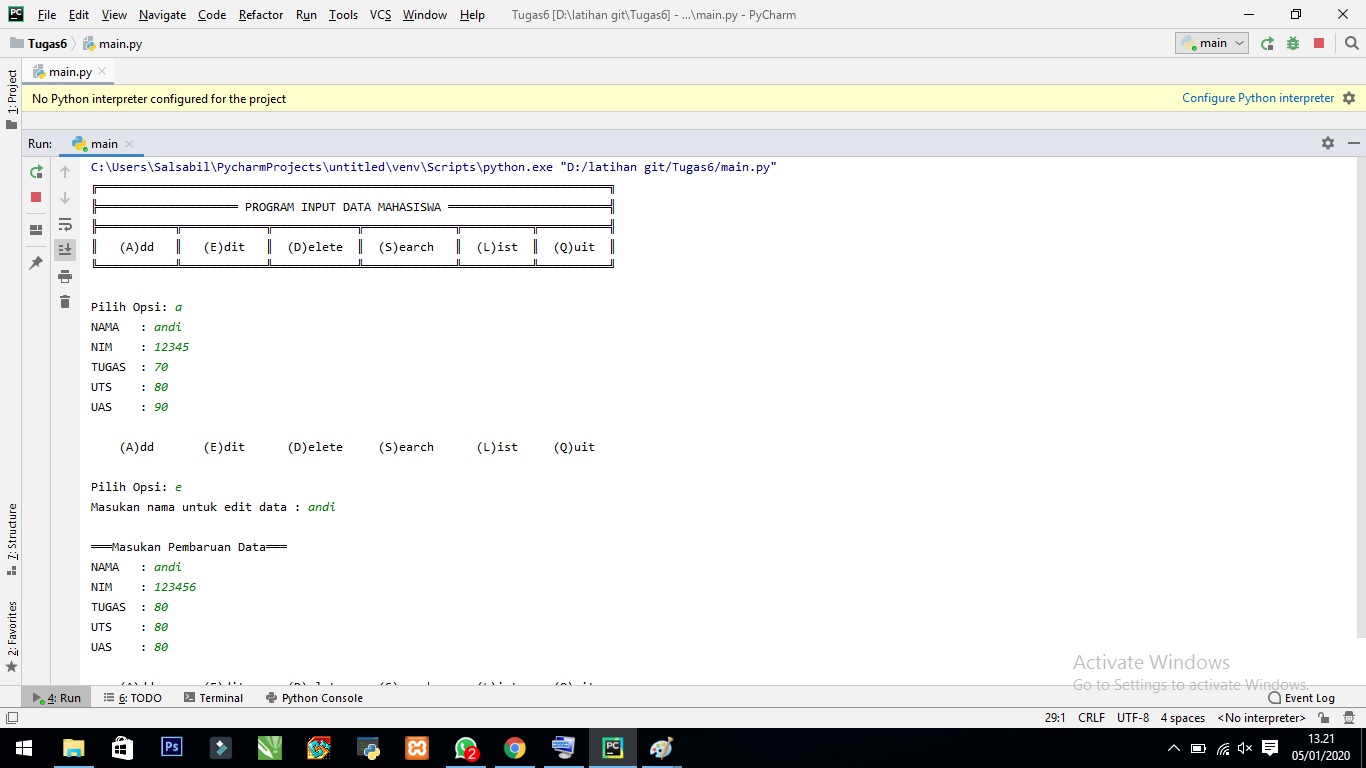 PC File Edit View Navigate Code Refactor Run Tools VCS Window Help Tugas6 [D:\latihan git\Tugas6] - ...\main.py - PyCharm
Tugas6 main.py main
1: Project
main.py
No Python interpreter configured for the project Configure Python interpreter
Run: main
C:\Users\Salsabil\PycharmProjects\untitled\venv\Scripts\python.exe "D:/latihan git/Tugas6/main.py"
PROGRAM INPUT DATA MAHASISWA
(A)dd (E)dit (D)elete (S)earch (L)ist (Q)uit
Pilih Opsi: a
NAMA : andi
NIM : 12345
TUGAS : 70
UTS : 80
UAS : 90
(A)dd (E)dit (D)elete (S)earch (L)ist (Q)uit
Pilih Opsi: e
Masukan nama untuk edit data : andi
===Masukan Pembaruan Data===
NAMA : andi
NIM : 123456
TUGAS : 80
UTS : 80
UAS : 80
7: Structure
2: Favorites
Activate Windows
Go to Settings to activate Windows.
4: Run 6: TODO Terminal Python Console Event Log
29:1 CRLF UTF-8 4 spaces <No interpreter>
Ps 2 PC 13.21
05/01/2020